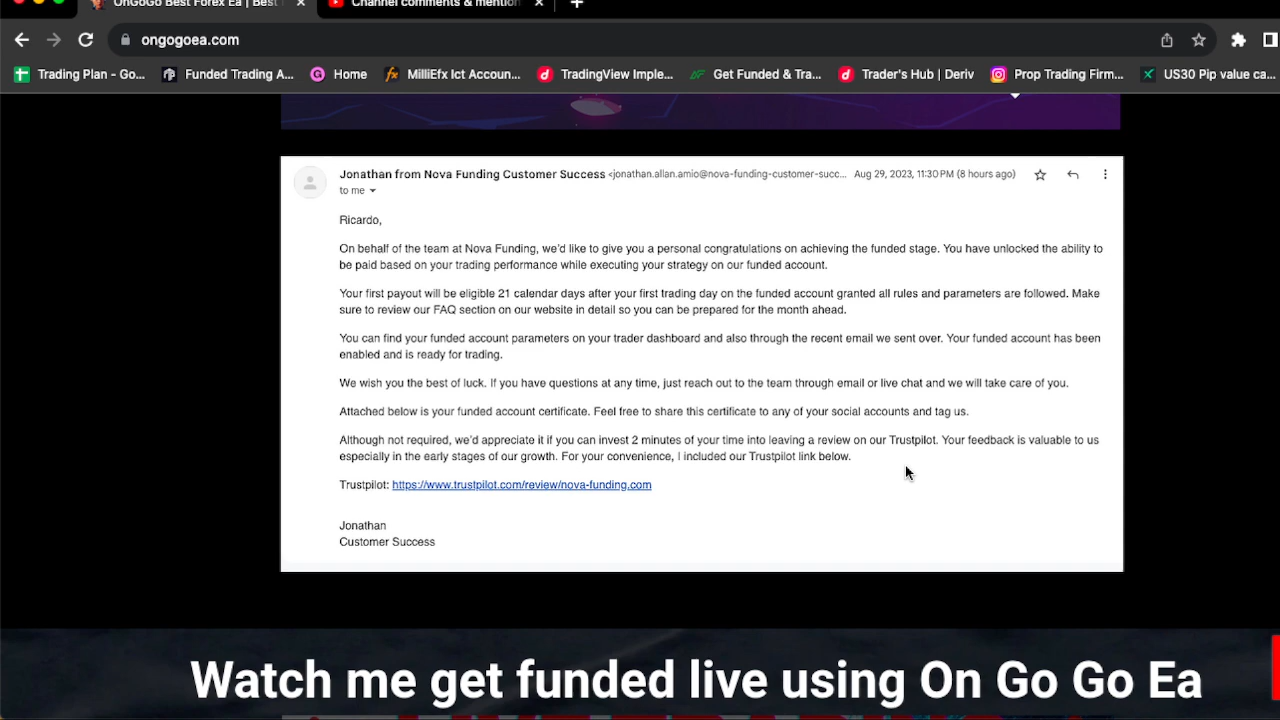 OnGoGo Best Forex Ea | Best
Channel comments & mention
ongogoea.com
Trading Plan - Go... Funded Trading A... Home MilliEfx Ict Accoun... TradingView Imple... Get Funded & Tra... Trader's Hub | Deriv Prop Trading Firm... US30 Pip value ca...
Jonathan from Nova Funding Customer Success <jonathan.allan.amio@nova-funding-customer-succ... Aug 29, 2023, 11:30 PM (8 hours ago)
to me
Ricardo,
On behalf of the team at Nova Funding, we'd like to give you a personal congratulations on achieving the funded stage. You have unlocked the ability to
be paid based on your trading performance while executing your strategy on our funded account.
Your first payout will be eligible 21 calendar days after your first trading day on the funded account granted all rules and parameters are followed. Make
sure to review our FAQ section on our website in detail so you can be prepared for the month ahead.
You can find your funded account parameters on your trader dashboard and also through the recent email we sent over. Your funded account has been
enabled and is ready for trading.
We wish you the best of luck. If you have questions at any time, just reach out to the team through email or live chat and we will take care of you.
Attached below is your funded account certificate. Feel free to share this certificate to any of your social accounts and tag us.
Although not required, we'd appreciate it if you can invest 2 minutes of your time into leaving a review on our Trustpilot. Your feedback is valuable to us
especially in the early stages of our growth. For your convenience, I included our Trustpilot link below.
Trustpilot: https://www.trustpilot.com/review/nova-funding.com
Jonathan
Customer Success
Watch me get funded live using On Go Go Ea